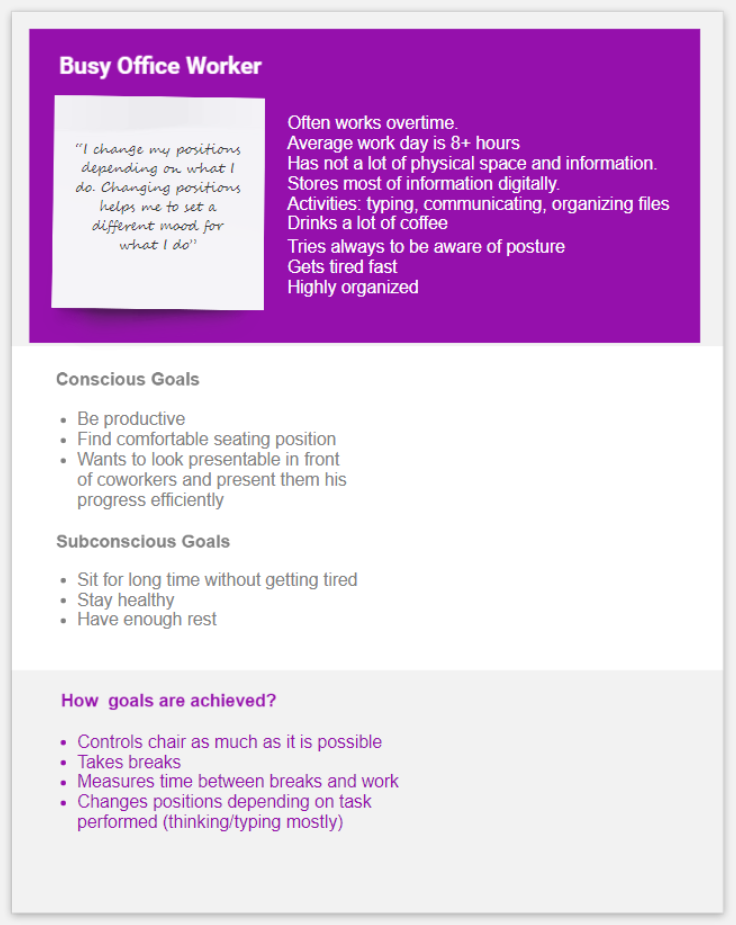 Busy Office Worker
“I change my positions
depending on what I
do. Changing positions
helps me to set a
different mood for
what I do”
Often works overtime.
Average work day is 8+ hours
Has not a lot of physical space and information.
Stores most of information digitally.
Activities: typing, communicating, organizing files
Drinks a lot of coffee
Tries always to be aware of posture
Gets tired fast
Highly organized
Conscious Goals
• Be productive
• Find comfortable seating position
• Wants to look presentable in front
of coworkers and present them his
progress efficiently
Subconscious Goals
• Sit for long time without getting tired
• Stay healthy
• Have enough rest
How goals are achieved?
• Controls chair as much as it is possible
• Takes breaks
• Measures time between breaks and work
• Changes positions depending on task
performed (thinking/typing mostly)